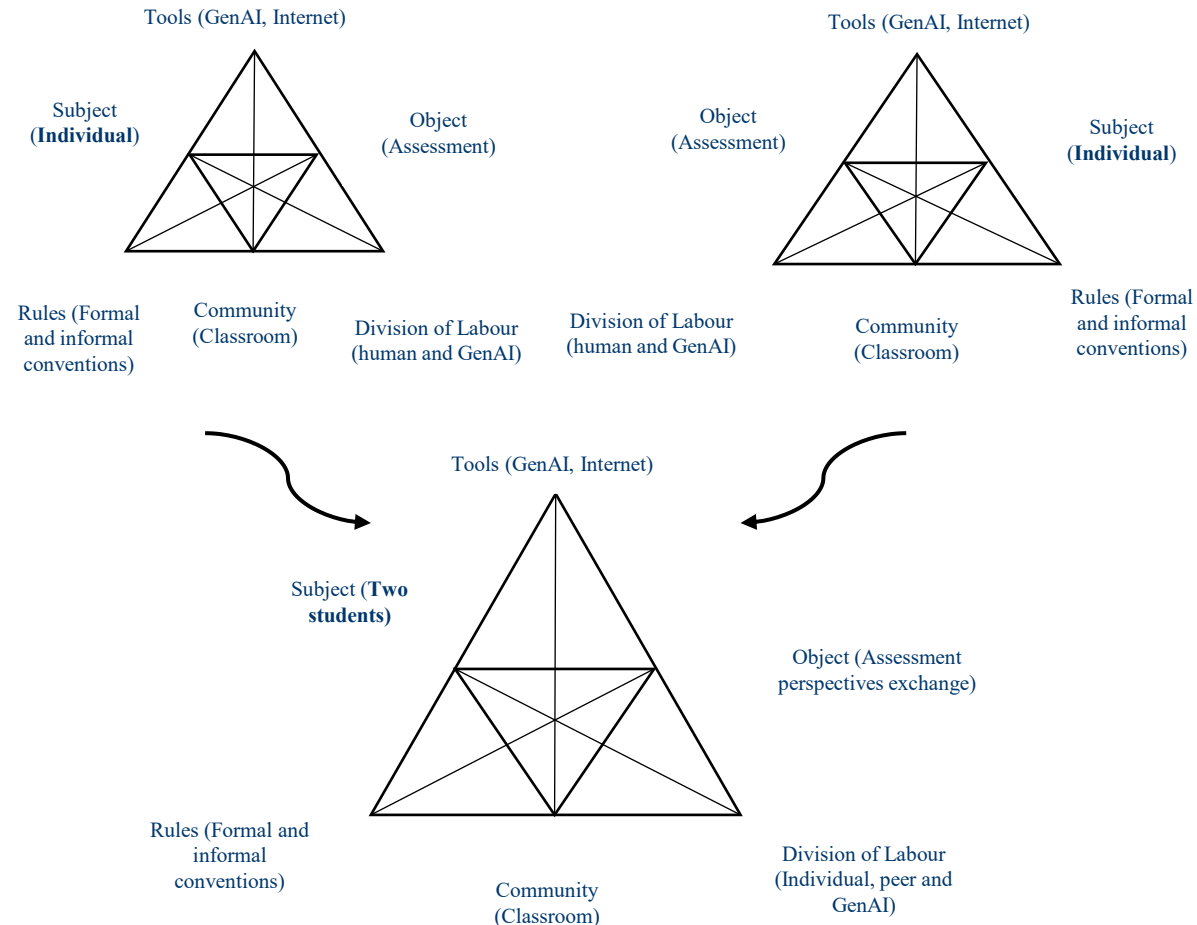 Tools (GenAI, Internet)
Subject
(Individual)
Object
(Assessment)
Rules (Formal
and informal
conventions)
Community
(Classroom)
Division of Labour
(human and GenAI)
Tools (GenAI, Internet)
Object
(Assessment)
Subject
(Individual)
Division of Labour
(human and GenAI)
Community
(Classroom)
Rules (Formal
and informal
conventions)
Tools (GenAI, Internet)
Subject (Two
students)
Object (Assessment
perspectives exchange)
Rules (Formal and
informal
conventions)
Community
(Classroom)
Division of Labour
(Individual, peer and
GenAI)